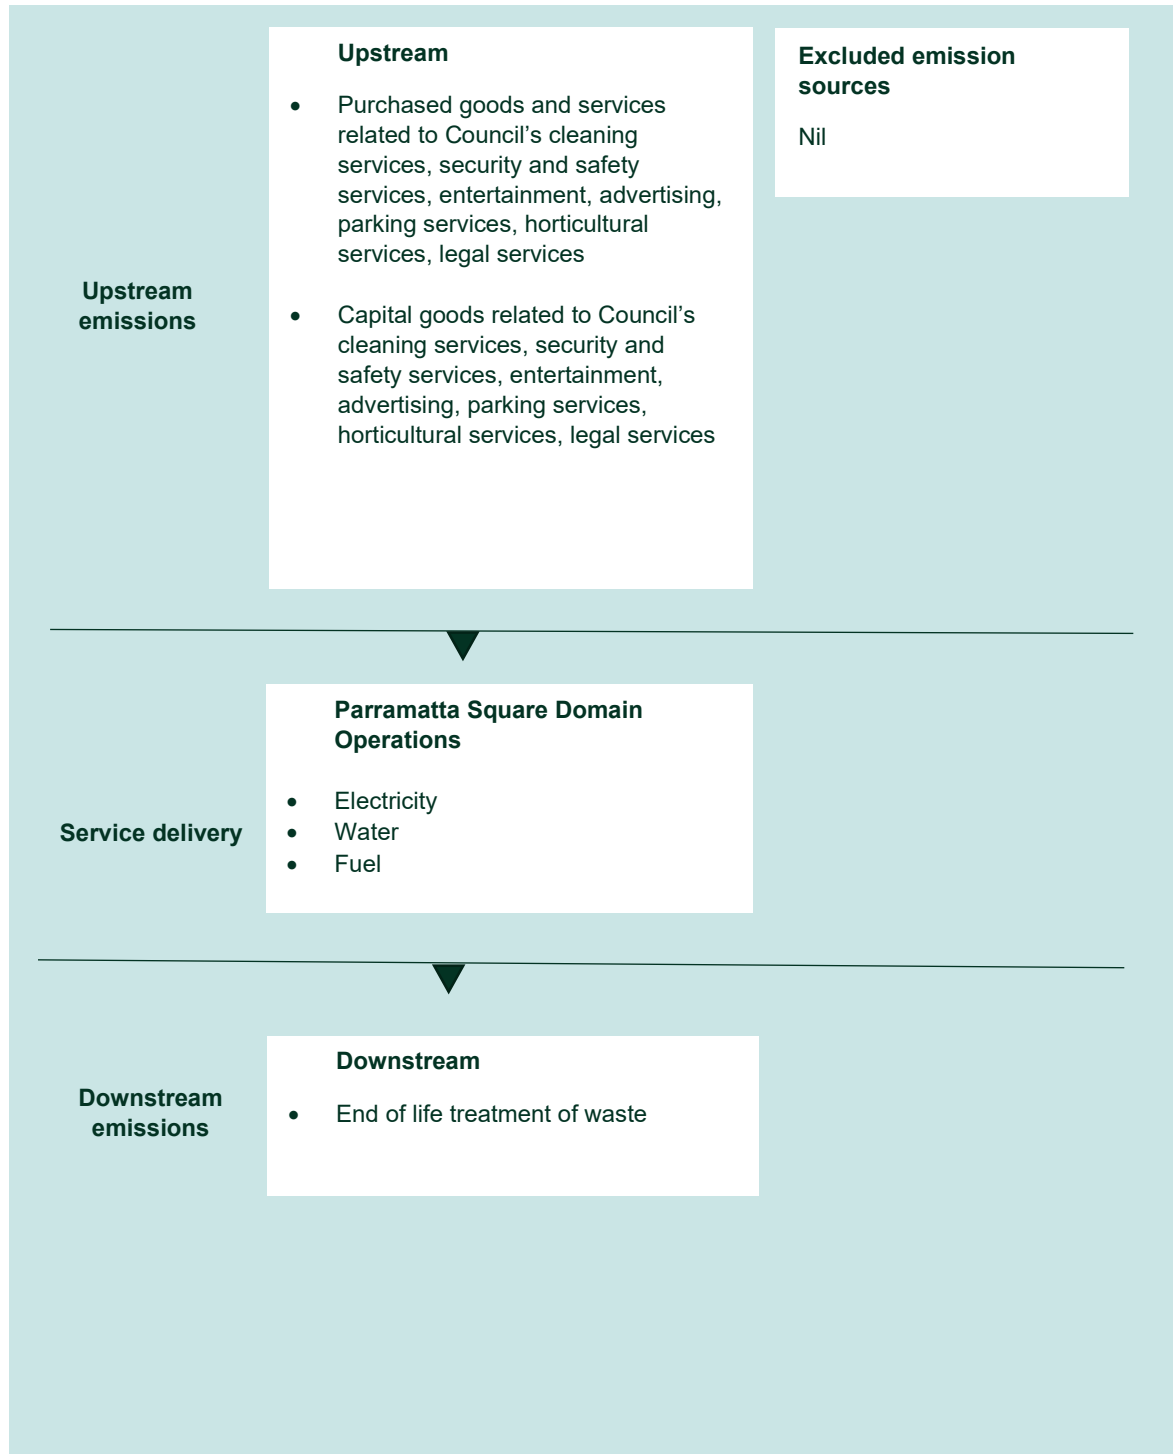 Upstream
emissions
Upstream
• Purchased goods and services
related to Council’s cleaning
services, security and safety
services, entertainment, advertising,
parking services, horticultural
services, legal services
• Capital goods related to Council’s
cleaning services, security and
safety services, entertainment,
advertising, parking services,
horticultural services, legal services
Excluded emission
sources
Nil
Service delivery
Parramatta Square Domain
Operations
• Electricity
• Water
• Fuel
Downstream
emissions
Downstream
• End of life treatment of waste